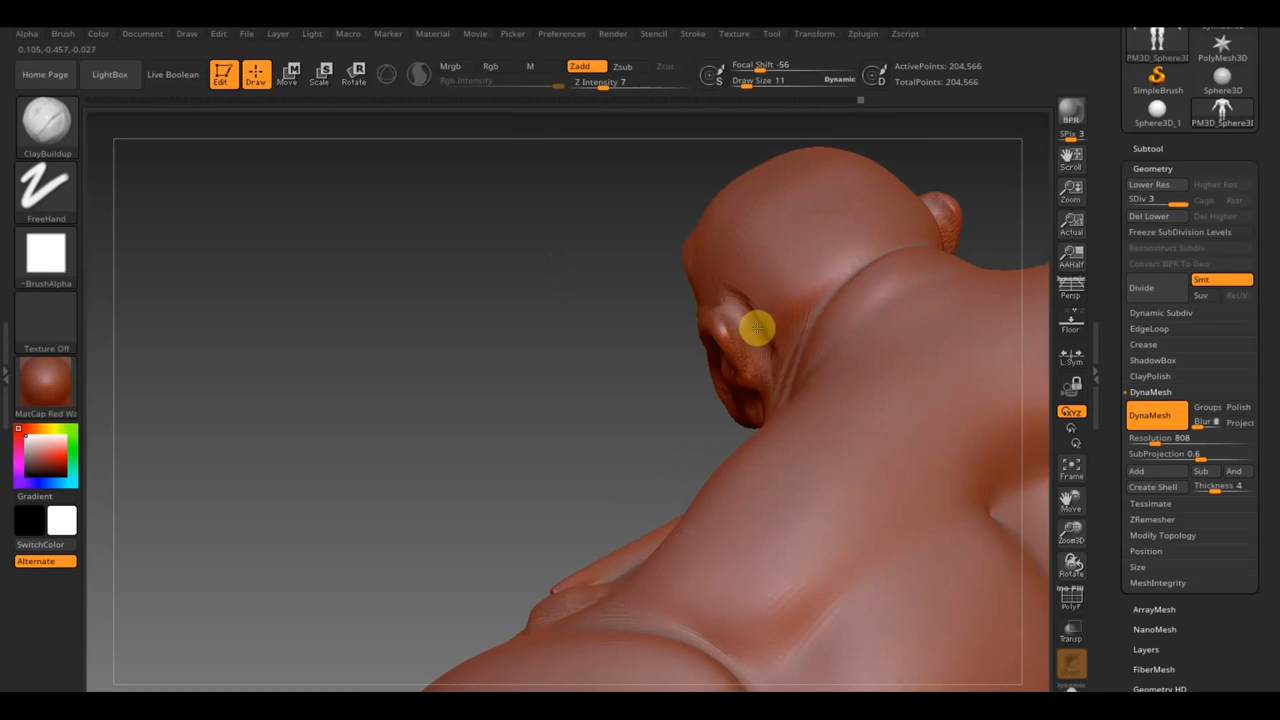 Alpha Brush Color Document Draw Edit File Layer Light Macro Marker Material Movie Picker Preferences Render Stencil Stroke Texture Tool Transform Zplugin Zscript
0.105,-0.457,-0.027
Home Page LightBox Live Boolean Edit Draw Move Scale Rotate
Mrgb Rgb M Zadd Zsub Zcut
Rgb Intensity Z Intensity 7
S Focal Shift -56
Draw Size 11 Dynamic D
ActivePoints: 204,566
TotalPoints: 204,566
ClayBuildup
FreeHand
~BrushAlpha
Texture Off
MatCap Red Wa
Gradient
SwitchColor
Alternate
BPR
SPix 3
Scroll
Zoom
Actual
AAHalf
Dynamic
Persp
Floor
L.Sym
XYZ
Frame
Move
Zoom3D
Rotate
PolyF
Transp
Dynamic
PM3D_Sphere3D PolyMesh3D
SimpleBrush Sphere3D
Sphere3D_1 PM3D_Sphere3D
Subtool
Geometry
Lower Res Higher Res
SDiv 3 Cage Rstr
Del Lower Del Higher
Freeze SubDivision Levels
Reconstruct Subdiv
Convert BPR To Geo
Divide Smt
Suv ReUV
Dynamic Subdiv
EdgeLoop
Crease
ShadowBox
ClayPolish
DynaMesh
DynaMesh Groups Polish
Blur Project
Resolution 808
SubProjection 0.6
Add Sub And
Create Shell Thickness 4
Tessimate
ZRemesher
Modify Topology
Position
Size
MeshIntegrity
ArrayMesh
NanoMesh
Layers
FiberMesh
Geometry HD